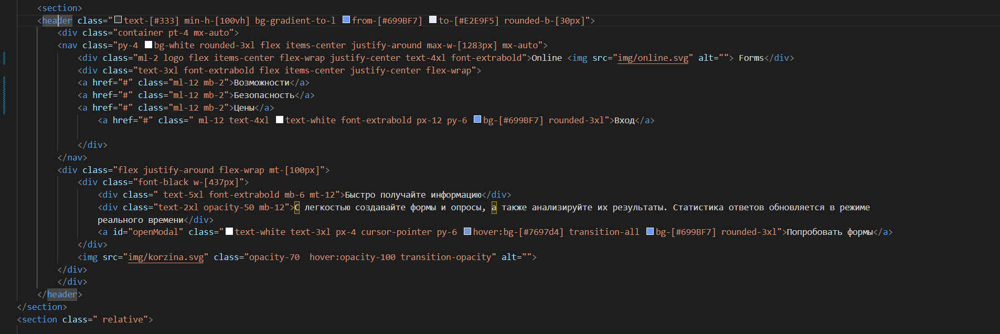 <section>
<header class="text-[#333] min-h-[100vh] bg-gradient-to-l from-[#699BF7] to-[#E2E9F5] rounded-b-[30px]">
<div class="container pt-4 mx-auto">
<nav class="py-4 bg-white rounded-3xl flex items-center justify-around max-w-[1283px] mx-auto">
<div class="ml-2 logo flex items-center flex-wrap justify-center text-4xl font-extrabold">Online <img src="img/online.svg" alt=""> Forms</div>
<div class="text-3xl font-extrabold flex items-center justify-center flex-wrap">
<a href="#" class="ml-12 mb-2">Возможности</a>
<a href="#" class="ml-12 mb-2">Безопасность</a>
<a href="#" class="ml-12 mb-2">Цены</a>
<a href="#" class=" ml-12 text-4xl text-white font-extrabold px-12 py-6 bg-[#699BF7] rounded-3xl">Вход</a>
</div>
</nav>
<div class="flex justify-around flex-wrap mt-[100px]">
<div class="font-black w-[437px]">
<div class=" text-5xl font-extrabold mb-6 mt-12">Быстро получайте информацию</div>
<div class="text-2xl opacity-50 mb-12">С легкостью создавайте формы и опросы, а также анализируйте их результаты. Статистика ответов обновляется в режиме
реального времени</div>
<a id="openModal" class="text-white text-3xl px-4 cursor-pointer py-6 hover:bg-[#7697d4] transition-all bg-[#699BF7] rounded-3xl">Попробовать формы</a>
</div>
<img src="img/korzina.svg" class="opacity-70  hover:opacity-100 transition-opacity" alt="">
</div>
</div>
</header>
</section>
<section class=" relative">